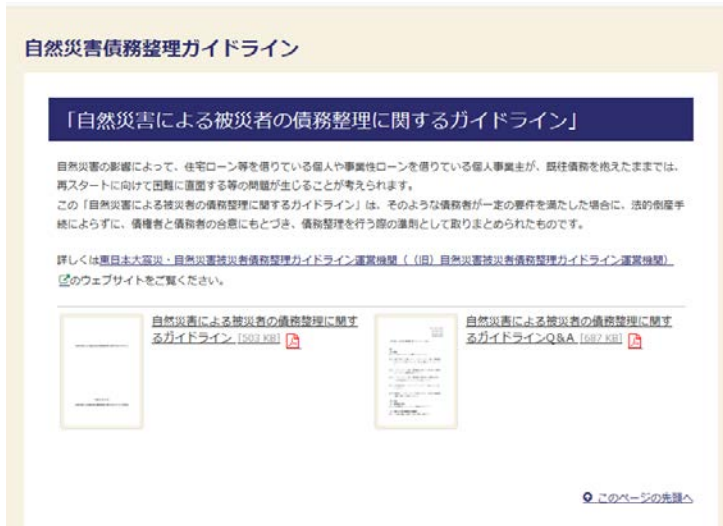 自然災害債務整理ガイドライン
「自然災害による被災者の債務整理に関するガイドライン」
自然災害の影響によって、住宅ローン等を借りている個人や事業性ローンを借りている個人事業主が、既往債務を抱えたままでは、
再スタートに向けて困難に直面する等の問題が生じることが考えられます。
この「自然災害による被災者の債務整理に関するガイドライン」は、そのような債務者が一定の要件を満たした場合に、法的倒産手
続によらずに、債権者と債務者の合意にもとづき、債務整理を行う際の準則として取りまとめられたものです。
詳しくは東日本大震災・自然災害被災者債務整理ガイドライン運営機関（（旧）自然災害被災者債務整理ガイドライン運営機関）
のウェブサイトをご覧ください。
自然災害による被災者の債務整理に関す
るガイドライン [503 KB]
自然災害による被災者の債務整理に関す
るガイドラインQ&A [687 KB]
このページの先頭へ